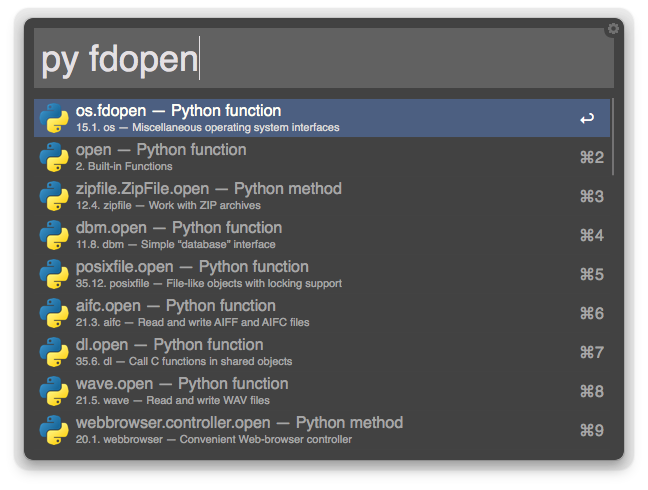 py fdopen
os.fdopen — Python function
15.1. os — Miscellaneous operating system interfaces
↩
open — Python function
2. Built-in Functions
⌘2
zipfile.ZipFile.open — Python method
12.4. zipfile — Work with ZIP archives
⌘3
dbm.open — Python function
11.8. dbm — Simple “database” interface
⌘4
posixfile.open — Python function
35.12. posixfile — File-like objects with locking support
⌘5
aifc.open — Python function
21.3. aifc — Read and write AIFF and AIFC files
⌘6
dl.open — Python function
35.6. dl — Call C functions in shared objects
⌘7
wave.open — Python function
21.5. wave — Read and write WAV files
⌘8
webbrowser.controller.open — Python method
20.1. webbrowser — Convenient Web-browser controller
⌘9